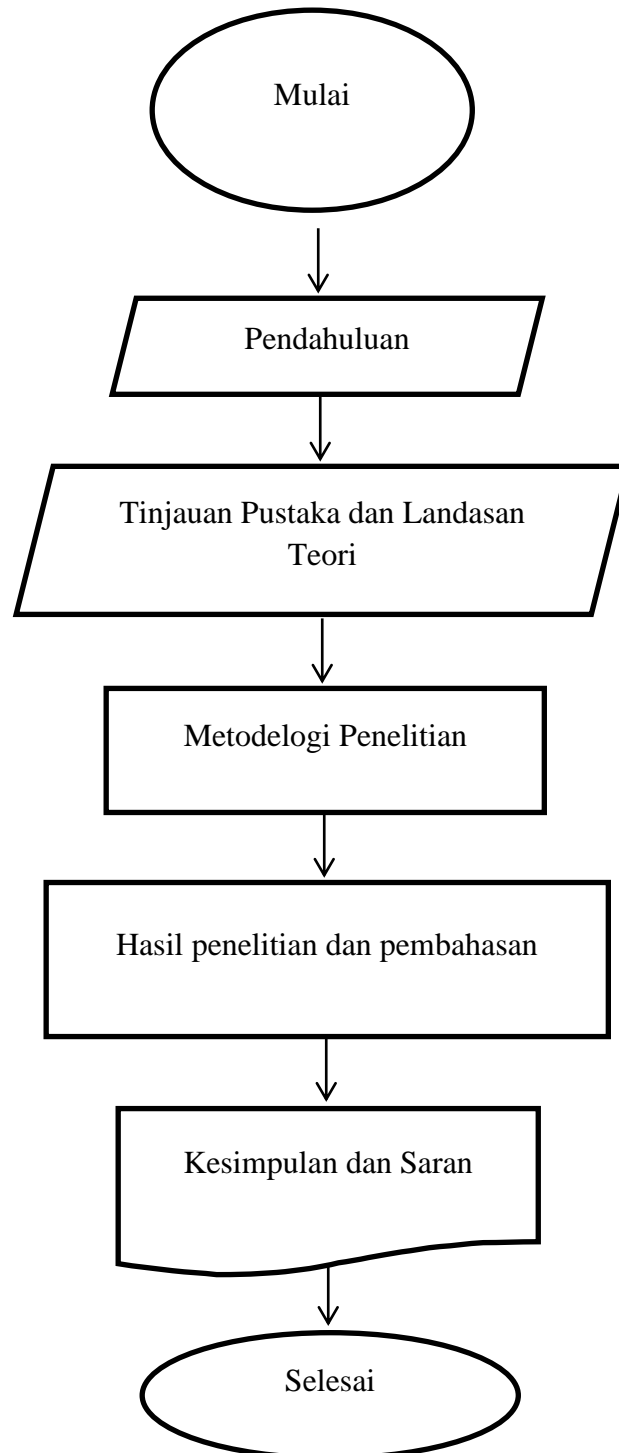 Mulai
Pendahuluan
Tinjauan Pustaka dan Landasan
Teori
Metodelogi Penelitian
Hasil penelitian dan pembahasan
Kesimpulan dan Saran
Selesai